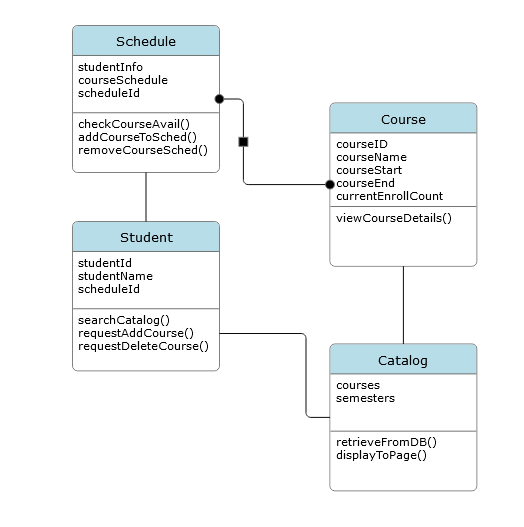 Schedule
studentInfo
courseSchedule
scheduleId
checkCourseAvail()
addCourseToSched()
removeCourseSched()
Course
courseID
courseName
courseStart
courseEnd
currentEnrollCount
viewCourseDetails()
Student
studentId
studentName
scheduleId
searchCatalog()
requestAddCourse()
requestDeleteCourse()
Catalog
courses
semesters
retrieveFromDB()
displayToPage()